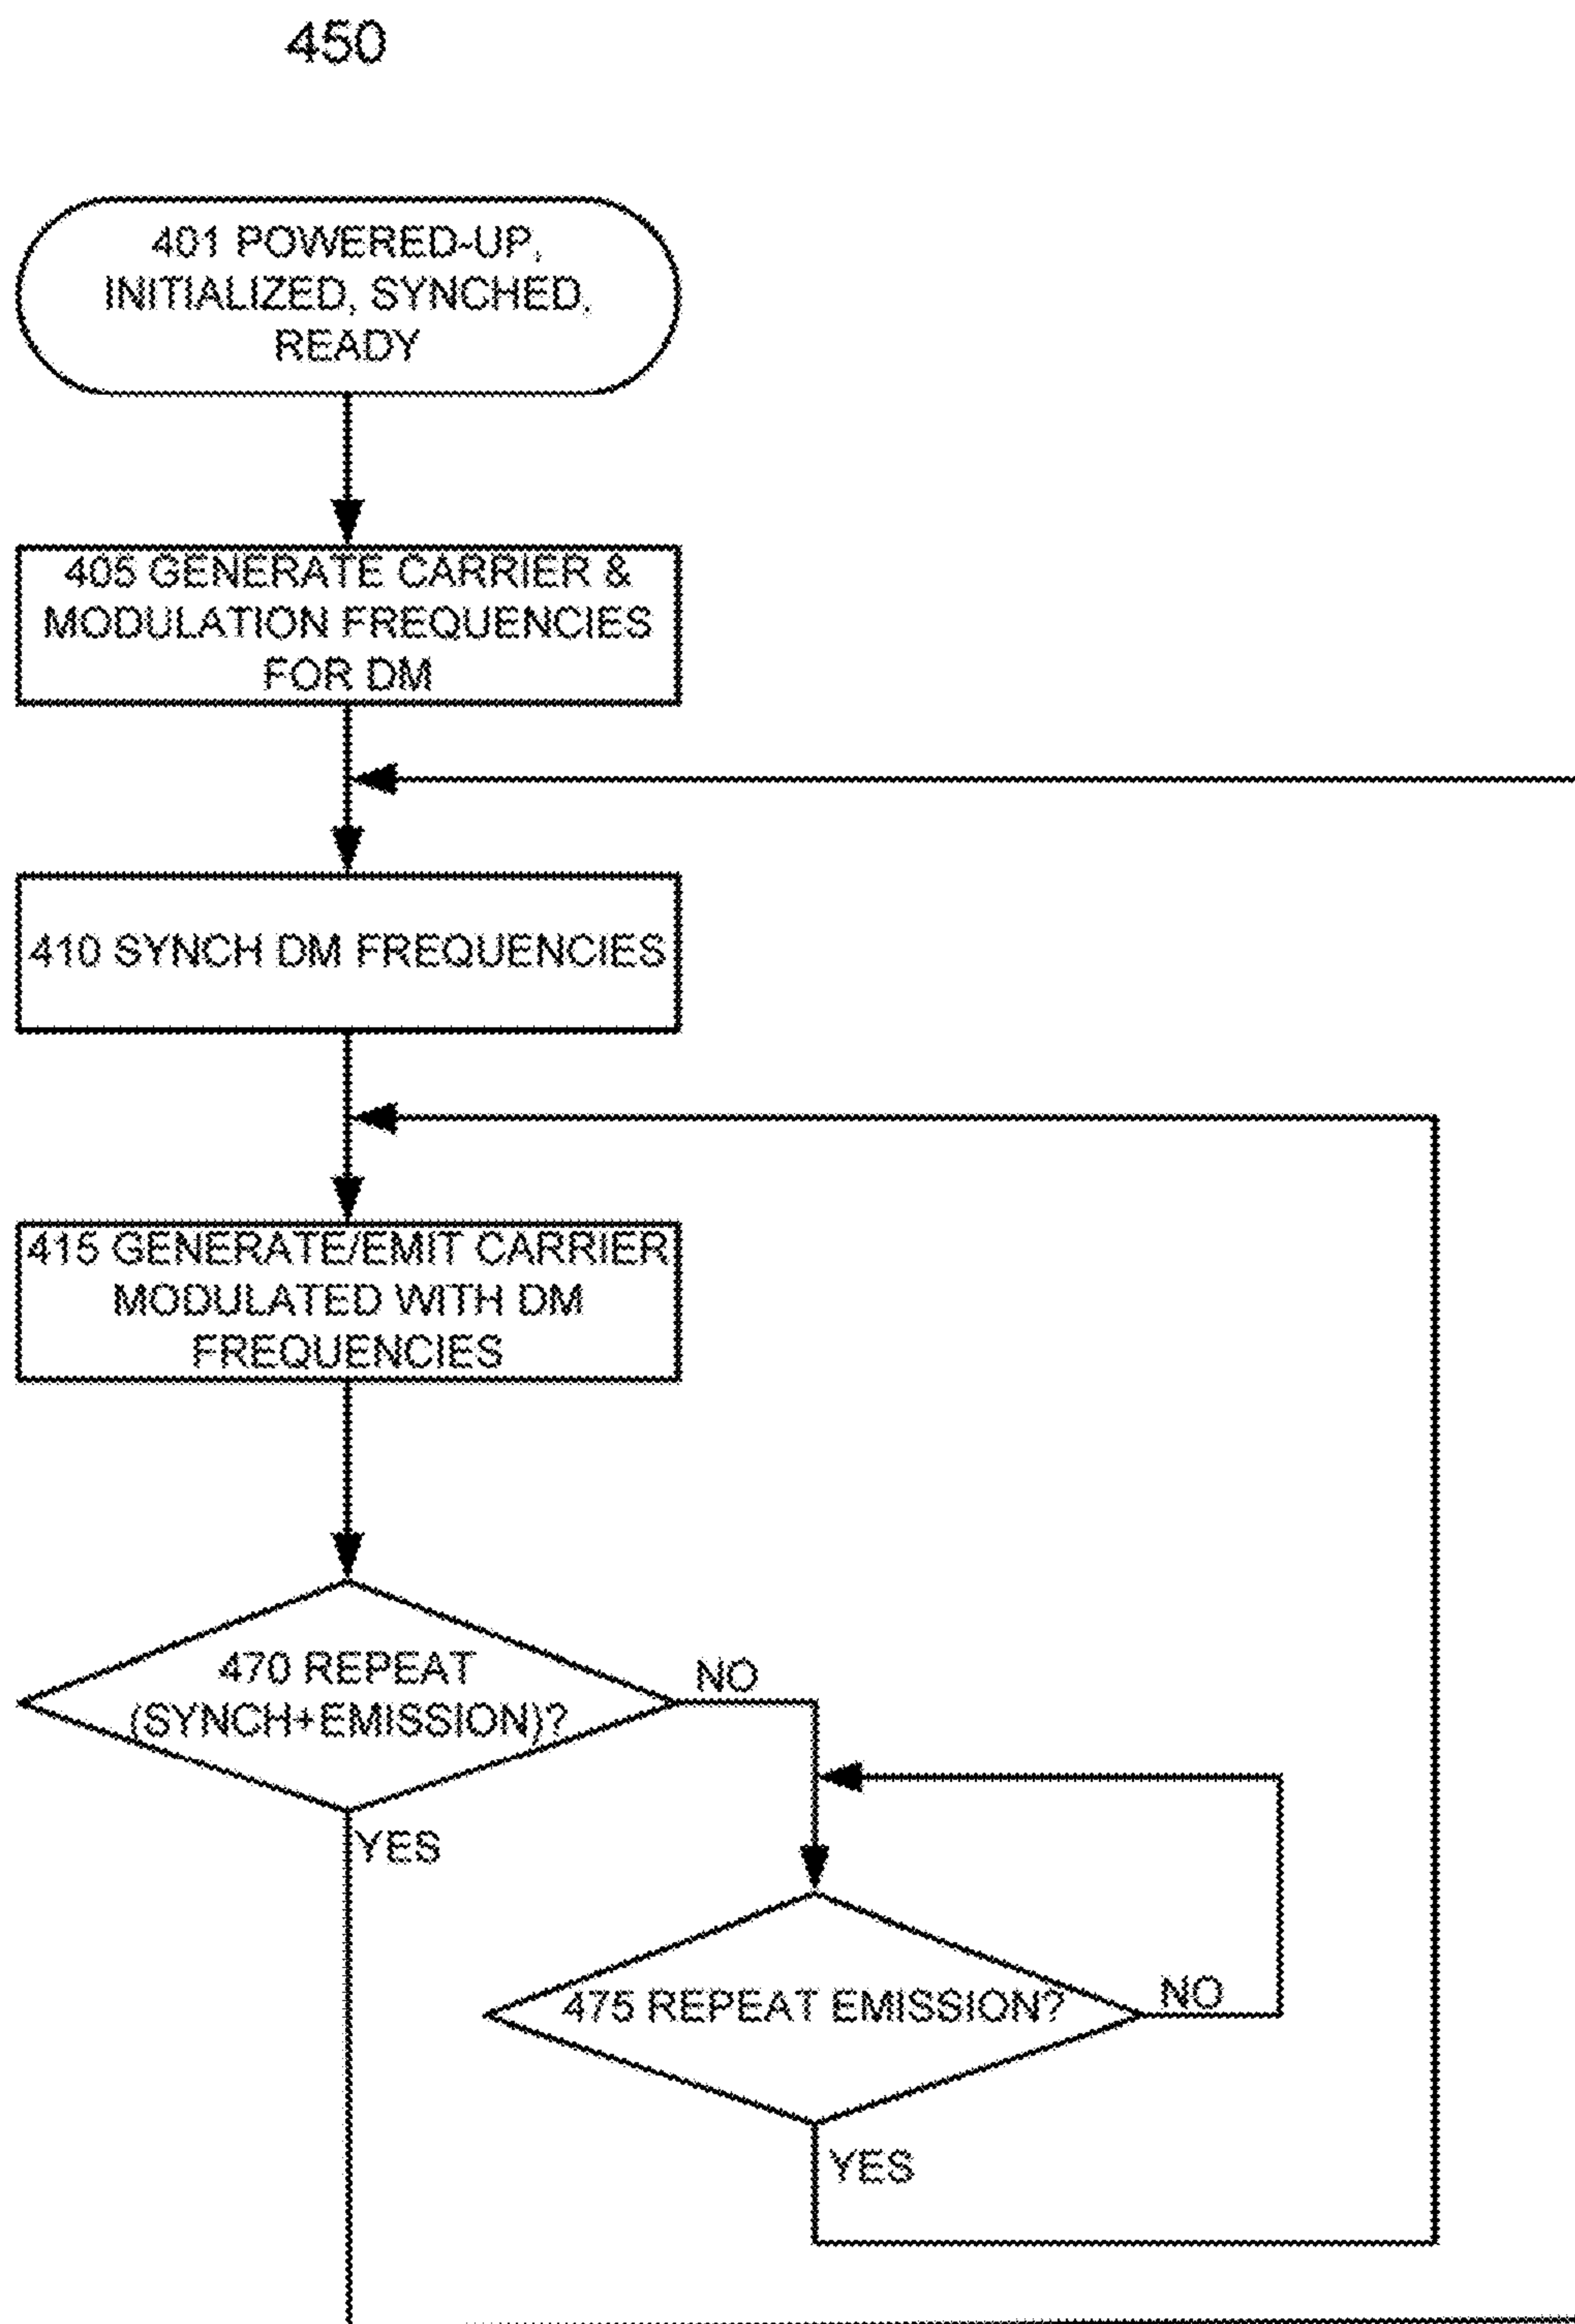 450
401 POWERED-UP,
INITIALIZED, SYNCHED,
READY
405 GENERATE CARRIER &
MODULATION FREQUENCIES
FOR DM
410 SYNCH DM FREQUENCIES
415 GENERATE/EMIT CARRIER
MODULATED WITH DM
FREQUENCIES
470 REPEAT
(SYNCH+EMISSION)?
NO
YES
475 REPEAT EMISSION?
NO
YES